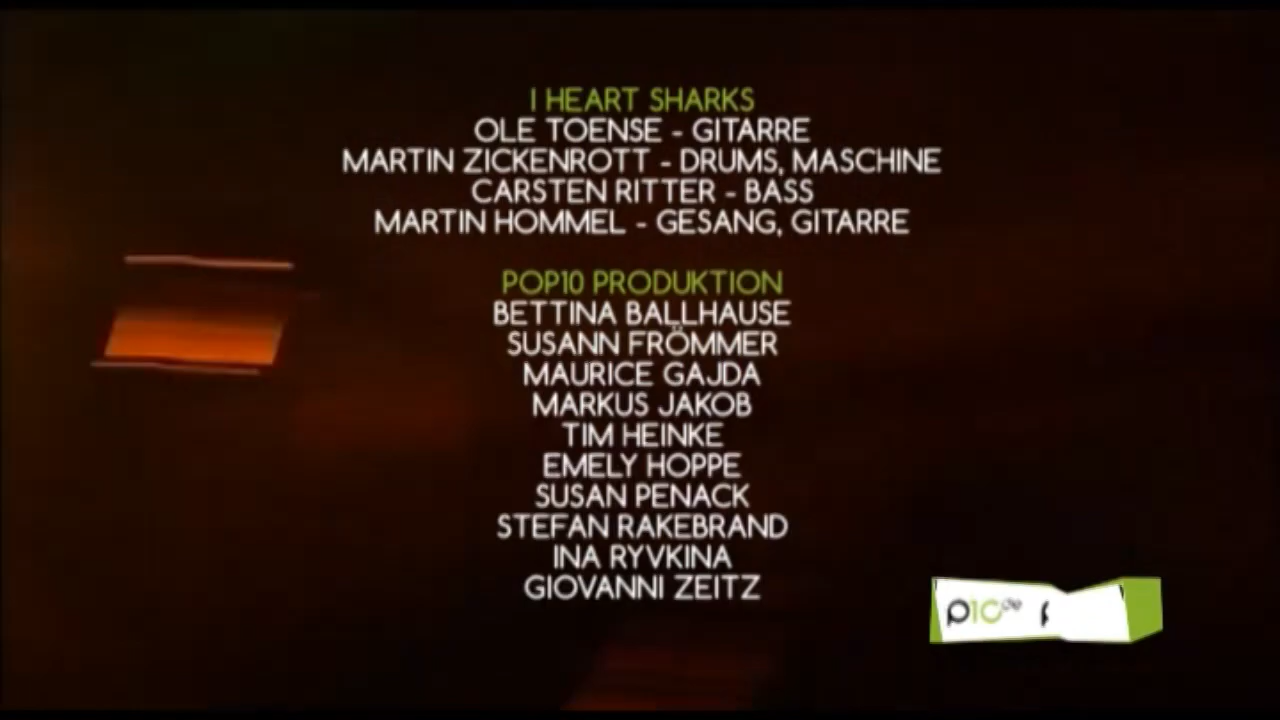 I HEART SHARKS
OLE TOENSE - GITARRE
MARTIN ZICKENROTT - DRUMS, MASCHINE
CARSTEN RITTER - BASS
MARTIN HOMMEL - GESANG, GITARRE
POP10 PRODUKTION
BETTINA BALLHAUSE
SUSANN FRÖMMER
MAURICE GAJDA
MARKUS JAKOB
TIM HEINKE
EMELY HOPPE
SUSAN PENACK
STEFAN RAKEBRAND
INA RYVKINA
GIOVANNI ZEITZ
p10.de